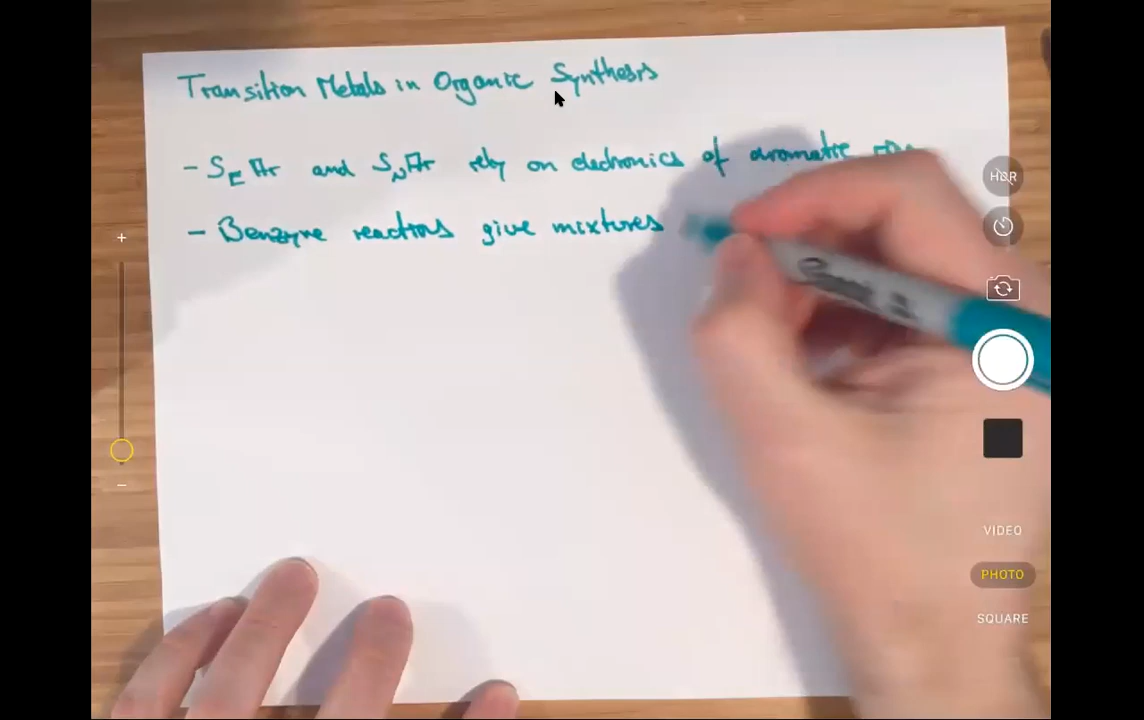 Transition Metals in Organic Synthesis
- SEAr and SNAr rely on electronics of aromatic
- Benzyne reactions give mixtures
HDR
+
−
VIDEO
PHOTO
SQUARE